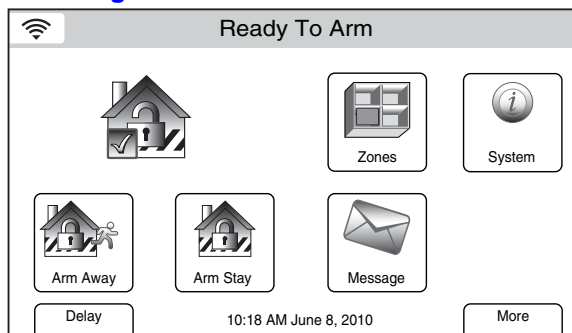 Ready To Arm
Zones
System
Arm Away
Arm Stay
Message
Delay
10:18 AM June 8, 2010
More